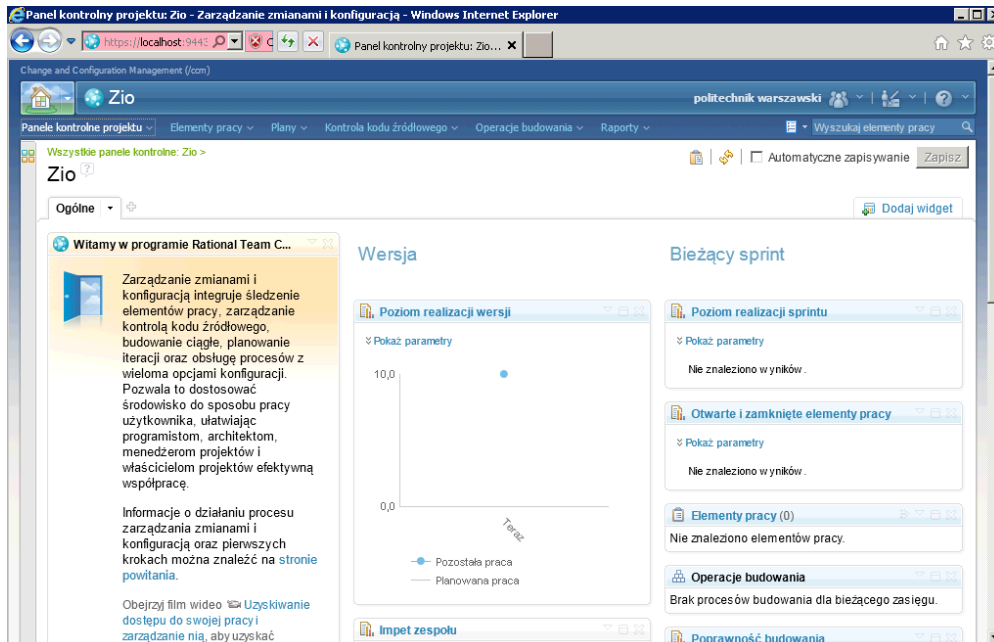 Panel kontrolny projektu: Zio - Zarządzanie zmianami i konfiguracją - Windows Internet Explorer
https://localhost:9443
Panel kontrolny projektu: Zio...
Change and Configuration Management (/ccm)
Zio
politechnik warszawski
Panele kontrolne projektu
Elementy pracy
Plany
Kontrola kodu źródłowego
Operacje budowania
Raporty
Wyszukaj elementy pracy
Wszystkie panele kontrolne: Zio >
Zio
Automatyczne zapisywanie
Zapisz
Ogólne
Dodaj widget
Witamy w programie Rational Team C...
Zarządzanie zmianami i
konfiguracją integruje śledzenie
elementów pracy, zarządzanie
kontrolą kodu źródłowego,
budowanie ciągłe, planowanie
iteracji oraz obsługę procesów z
wieloma opcjami konfiguracji.
Pozwala to dostosować
środowisko do sposobu pracy
użytkownika, ułatwiając
programistom, architektom,
menedżerom projektów i
właścicielom projektów efektywną
współpracę.
Informacje o działaniu procesu
zarządzania zmianami i
konfiguracją oraz pierwszych
krokach można znaleźć na stronie
powitania.
Obejrzyj film wideo Uzyskiwanie
dostępu do swojej pracy i
zarządzanie nią, aby uzyskać
Wersja
Poziom realizacji wersji
Pokaż parametry
10,0
0,0
Teraz
Pozostała praca
Planowana praca
Impet zespołu
Bieżący sprint
Poziom realizacji sprintu
Pokaż parametry
Nie znaleziono wyników.
Otwarte i zamknięte elementy pracy
Pokaż parametry
Nie znaleziono wyników.
Elementy pracy (0)
Nie znaleziono elementów pracy.
Operacje budowania
Brak procesów budowania dla bieżącego zasięgu.
Poprawność budowania